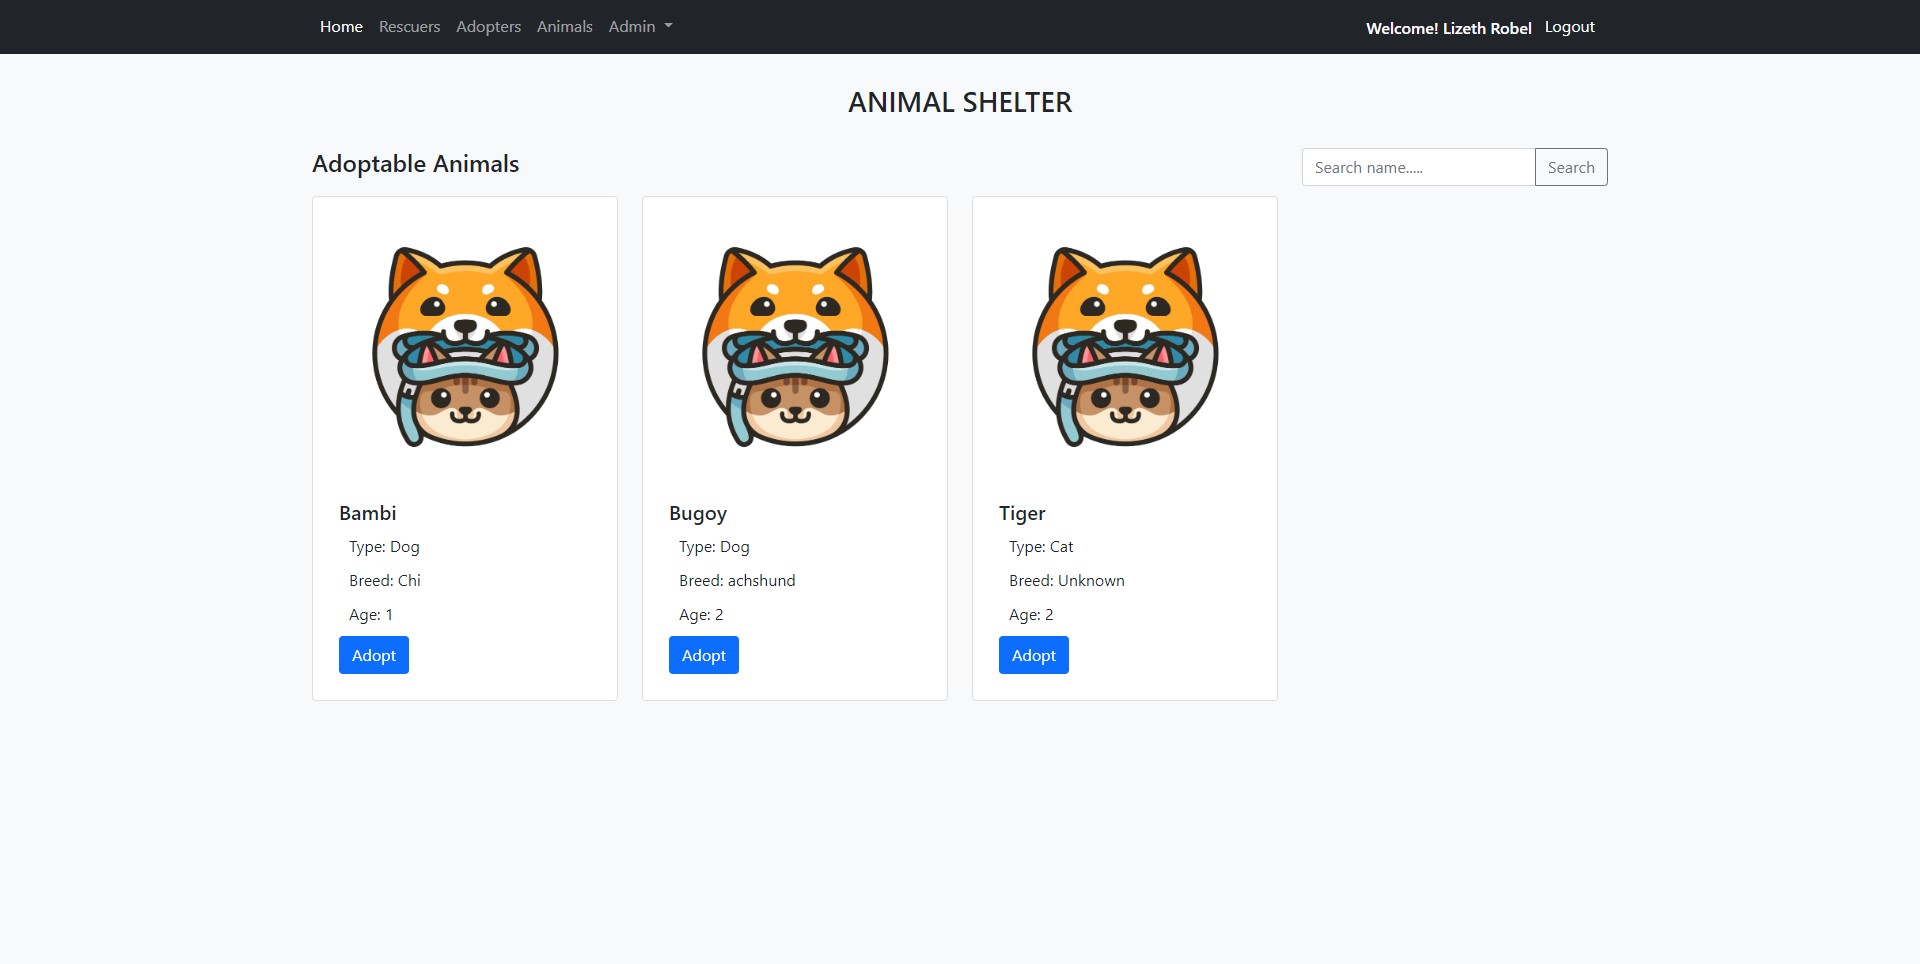 Home Rescuers Adopters Animals Admin Welcome! Lizeth Robel Logout
ANIMAL SHELTER
Adoptable Animals
Search name..... Search
Bambi
Type: Dog
Breed: Chi
Age: 1
Adopt
Bugoy
Type: Dog
Breed: achshund
Age: 2
Adopt
Tiger
Type: Cat
Breed: Unknown
Age: 2
Adopt